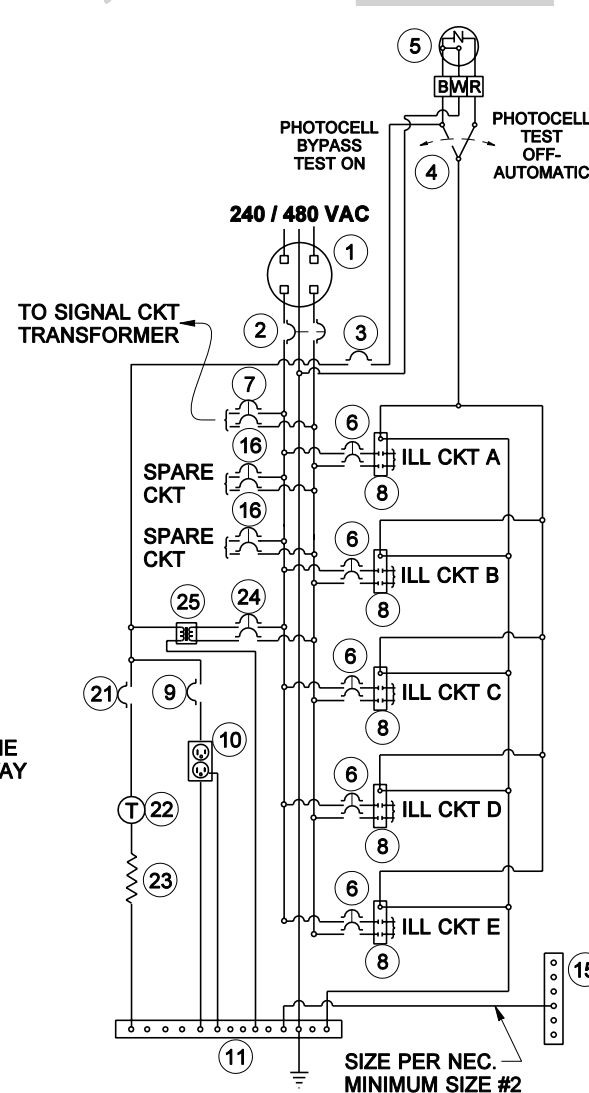 5
N
B W R
PHOTOCELL
BYPASS
TEST ON
PHOTOCELL
TEST
OFF-
AUTOMATIC
4
240 / 480 VAC
1
TO SIGNAL CKT
TRANSFORMER
2
3
7
6
ILL CKT A
8
16
SPARE
CKT
16
SPARE
CKT
6
ILL CKT B
8
25
24
6
ILL CKT C
8
21
9
10
6
ILL CKT D
8
T
22
23
6
ILL CKT E
8
15
11
SIZE PER NEC.
MINIMUM SIZE #2